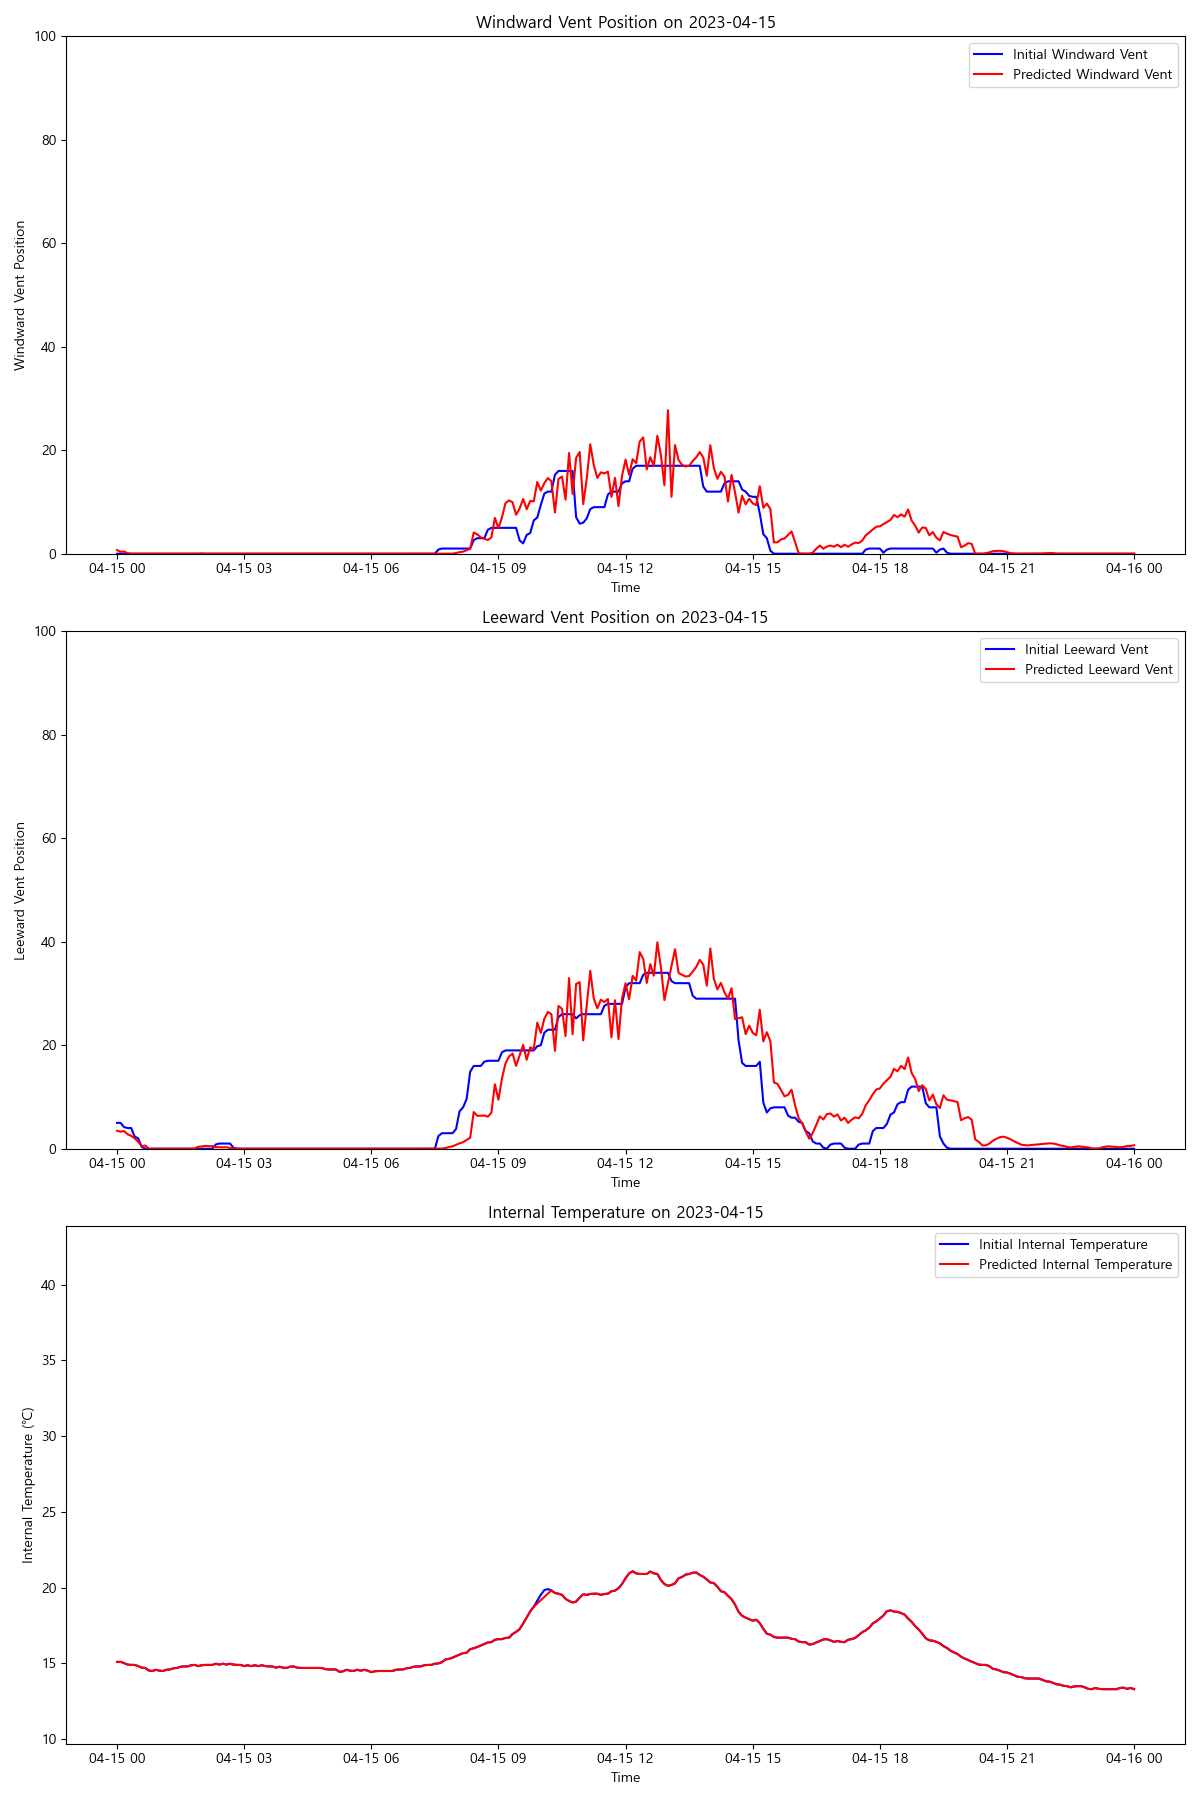 Windward Vent Position on 2023-04-15
100
Initial Windward Vent
Predicted Windward Vent
80
60
40
20
0
Windward Vent Position
04-15 00 04-15 03 04-15 06 04-15 09 04-15 12 04-15 15 04-15 18 04-15 21 04-16 00
Time
Leeward Vent Position on 2023-04-15
100
Initial Leeward Vent
Predicted Leeward Vent
80
60
40
20
0
Leeward Vent Position
04-15 00 04-15 03 04-15 06 04-15 09 04-15 12 04-15 15 04-15 18 04-15 21 04-16 00
Time
Internal Temperature on 2023-04-15
Initial Internal Temperature
Predicted Internal Temperature
40
35
30
25
20
15
10
Internal Temperature (℃)
04-15 00 04-15 03 04-15 06 04-15 09 04-15 12 04-15 15 04-15 18 04-15 21 04-16 00
Time